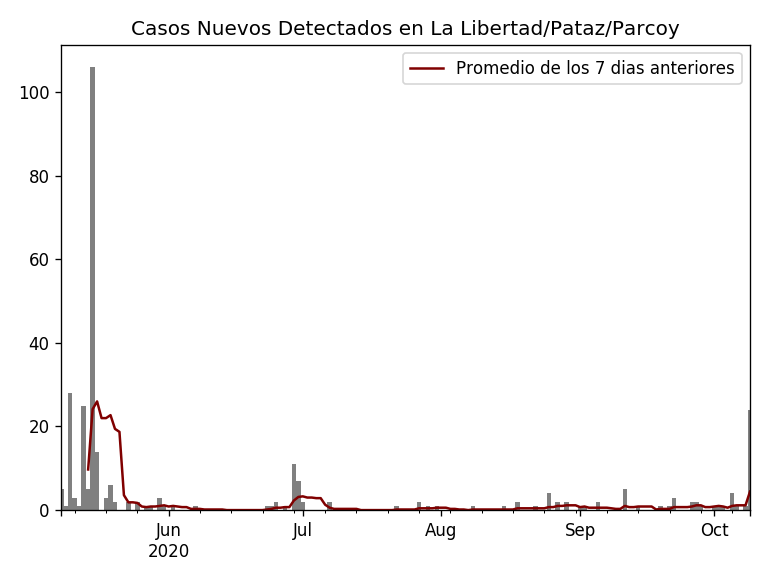 Casos Nuevos Detectados en La Libertad/Pataz/Parcoy
Promedio de los 7 dias anteriores
100
80
60
40
20
0
Jun Jul Aug Sep Oct
2020